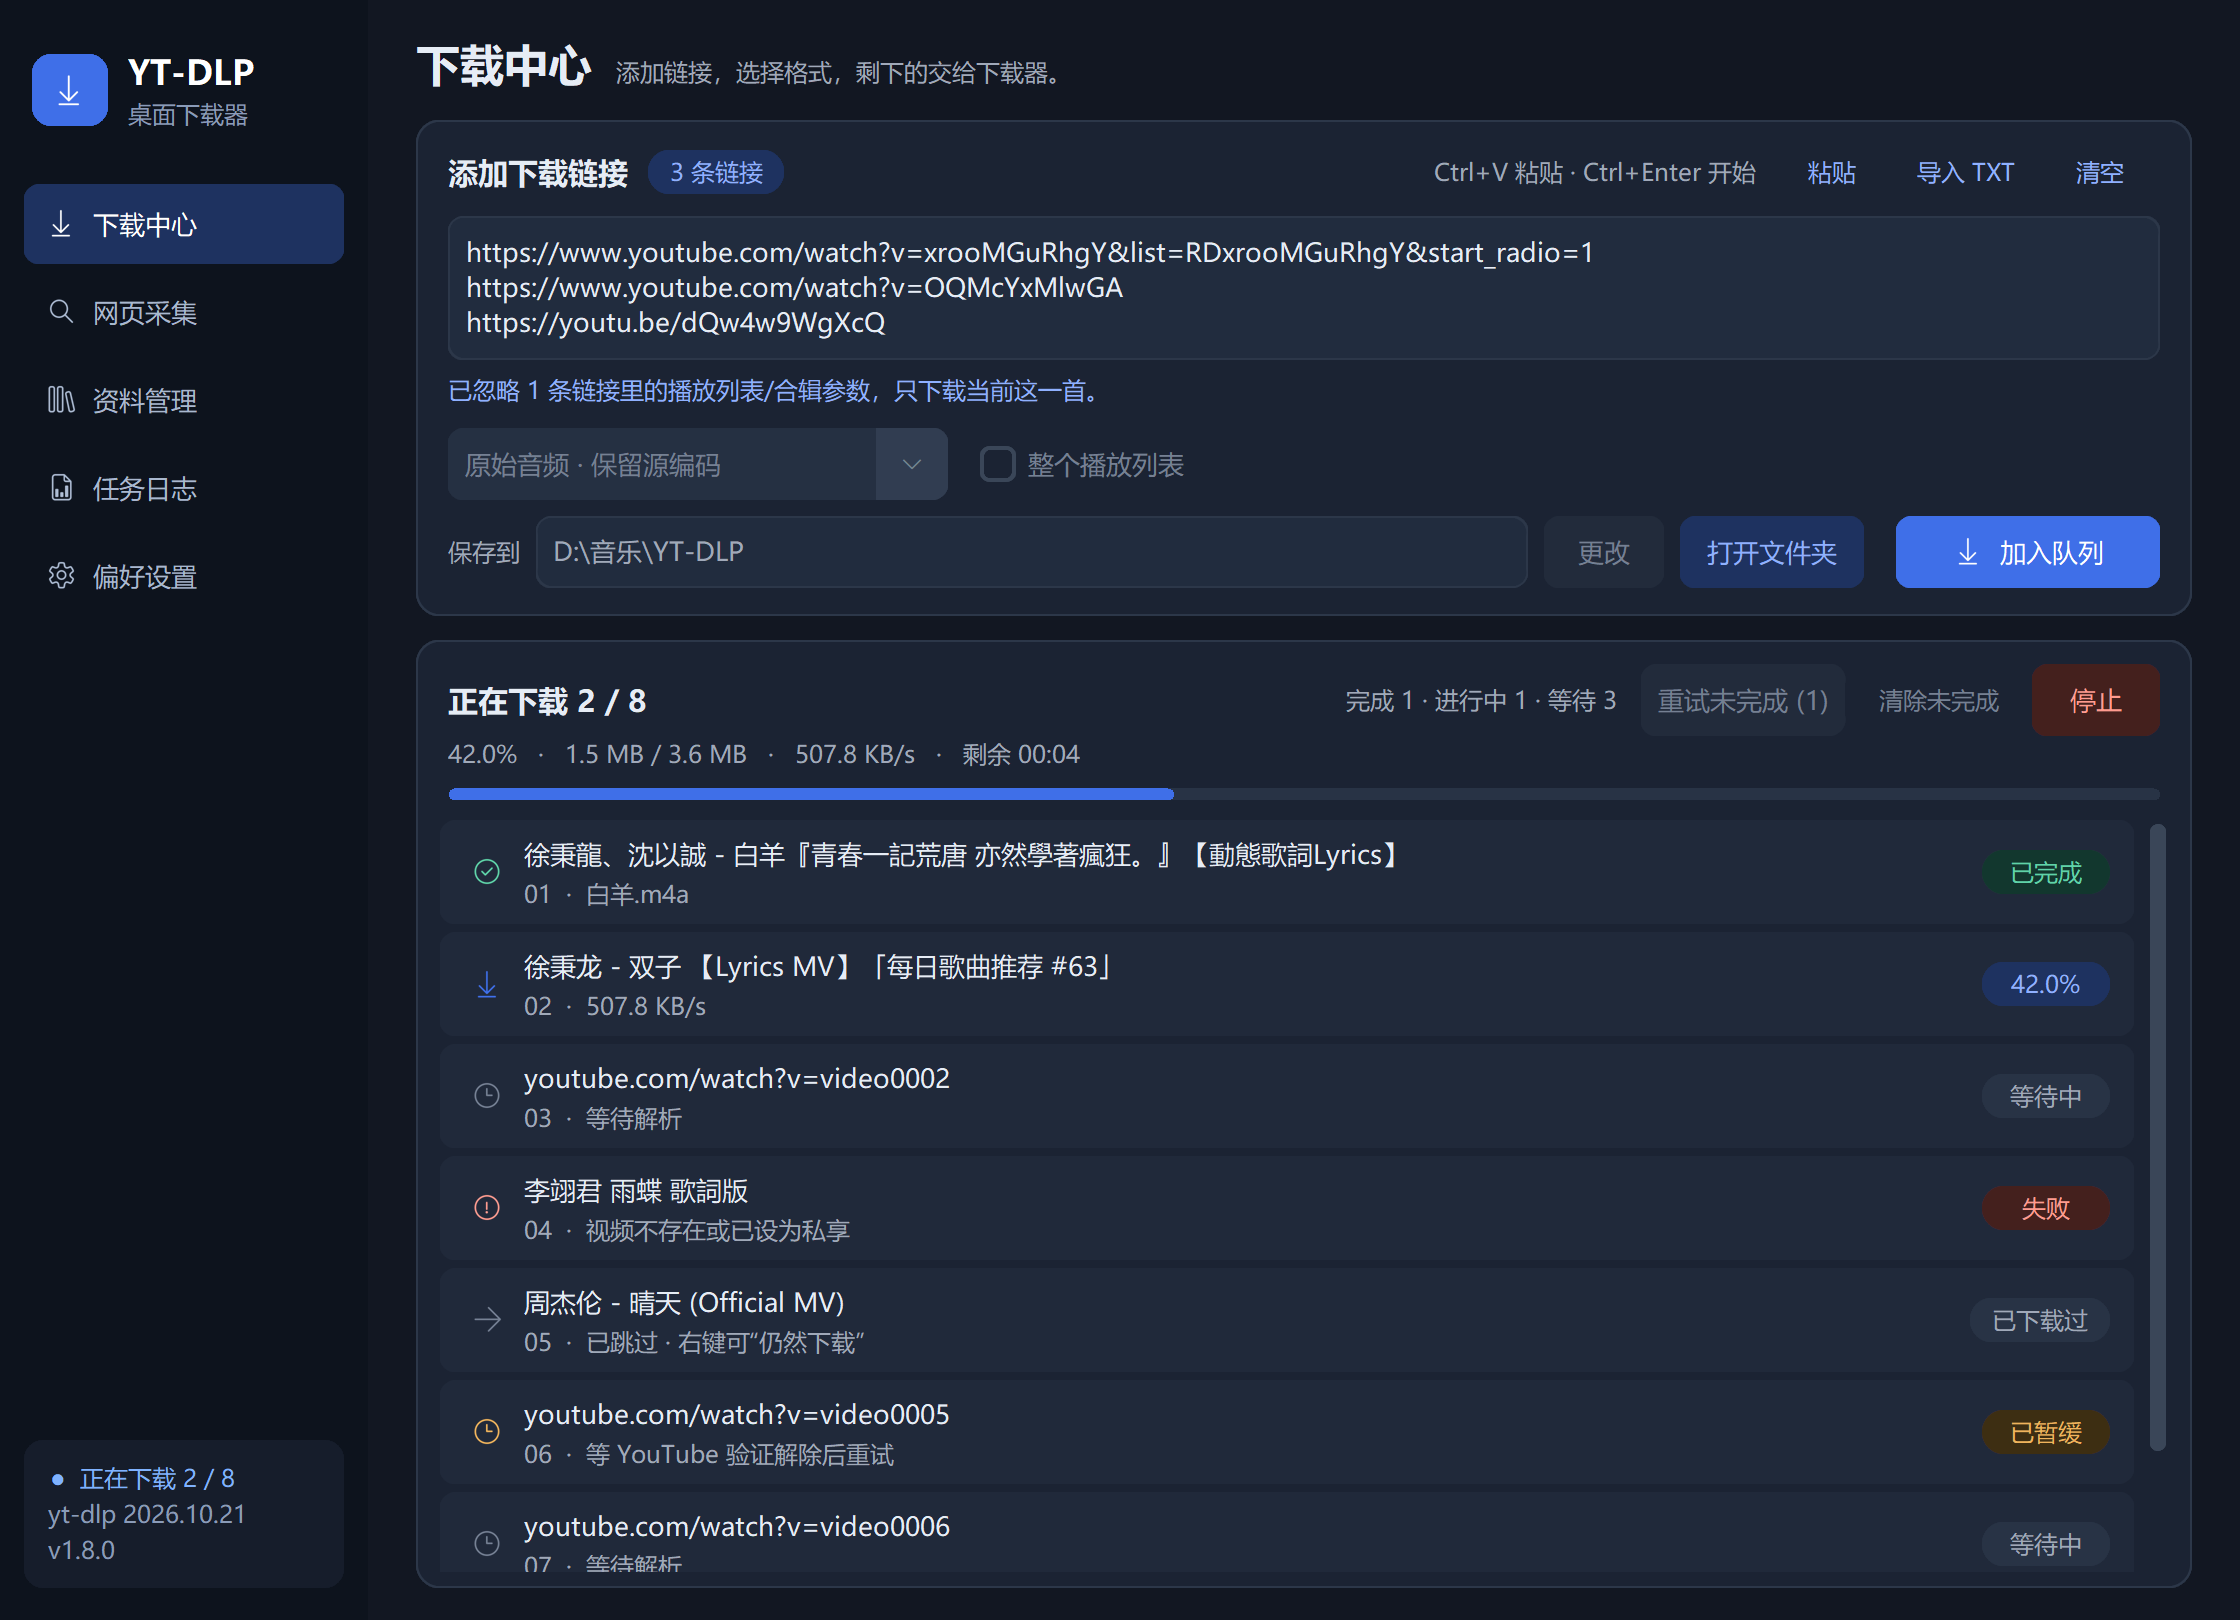 YT-DLP
桌面下载器
下载中心
网页采集
资料管理
任务日志
偏好设置
正在下载 2 / 8
yt-dlp 2026.10.21
v1.8.0
下载中心 添加链接，选择格式，剩下的交给下载器。
添加下载链接 3 条链接 Ctrl+V 粘贴 · Ctrl+Enter 开始 粘贴 导入 TXT 清空
https://www.youtube.com/watch?v=xrooMGuRhgY&list=RDxrooMGuRhgY&start_radio=1
https://www.youtube.com/watch?v=OQMcYxMlwGA
https://youtu.be/dQw4w9WgXcQ
已忽略 1 条链接里的播放列表/合辑参数，只下载当前这一首。
原始音频 · 保留源编码 整个播放列表
保存到 D:\音乐\YT-DLP 更改 打开文件夹 加入队列
正在下载 2 / 8 完成 1 · 进行中 1 · 等待 3 重试未完成 (1) 清除未完成 停止
42.0% · 1.5 MB / 3.6 MB · 507.8 KB/s · 剩余 00:04
徐秉龍、沈以誠 - 白羊『青春一記荒唐 亦然學著瘋狂。』【動態歌詞Lyrics】
01 · 白羊.m4a
已完成
徐秉龙 - 双子 【Lyrics MV】「每日歌曲推荐 #63」
02 · 507.8 KB/s
42.0%
youtube.com/watch?v=video0002
03 · 等待解析
等待中
李翊君 雨蝶 歌詞版
04 · 视频不存在或已设为私享
失败
周杰伦 - 晴天 (Official MV)
05 · 已跳过 · 右键可“仍然下载”
已下载过
youtube.com/watch?v=video0005
06 · 等 YouTube 验证解除后重试
已暂缓
youtube.com/watch?v=video0006
07 · 等待解析
等待中